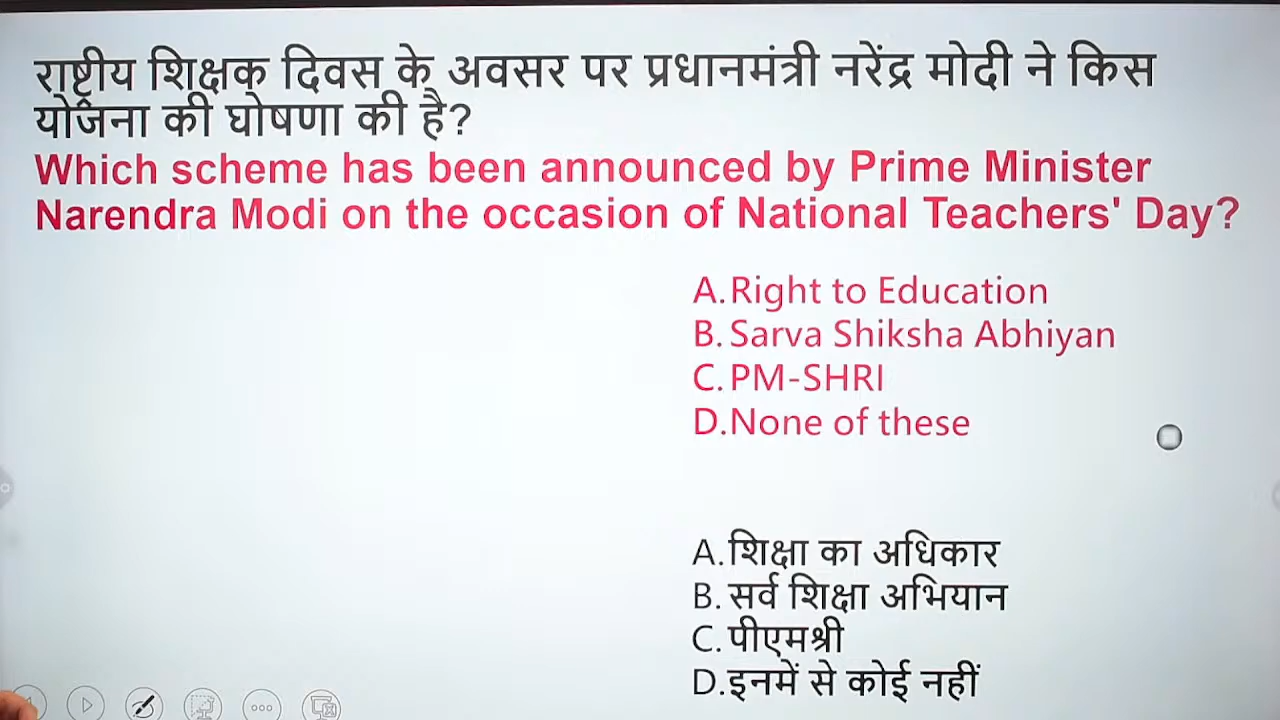 राष्ट्रीय शिक्षक दिवस के अवसर पर प्रधानमंत्री नरेंद्र मोदी ने किस
योजना की घोषणा की है?
Which scheme has been announced by Prime Minister
Narendra Modi on the occasion of National Teachers' Day?
A.Right to Education
B.Sarva Shiksha Abhiyan
C.PM-SHRI
D.None of these
A.शिक्षा का अधिकार
B.सर्व शिक्षा अभियान
C.पीएमश्री
D.इनमें से कोई नहीं